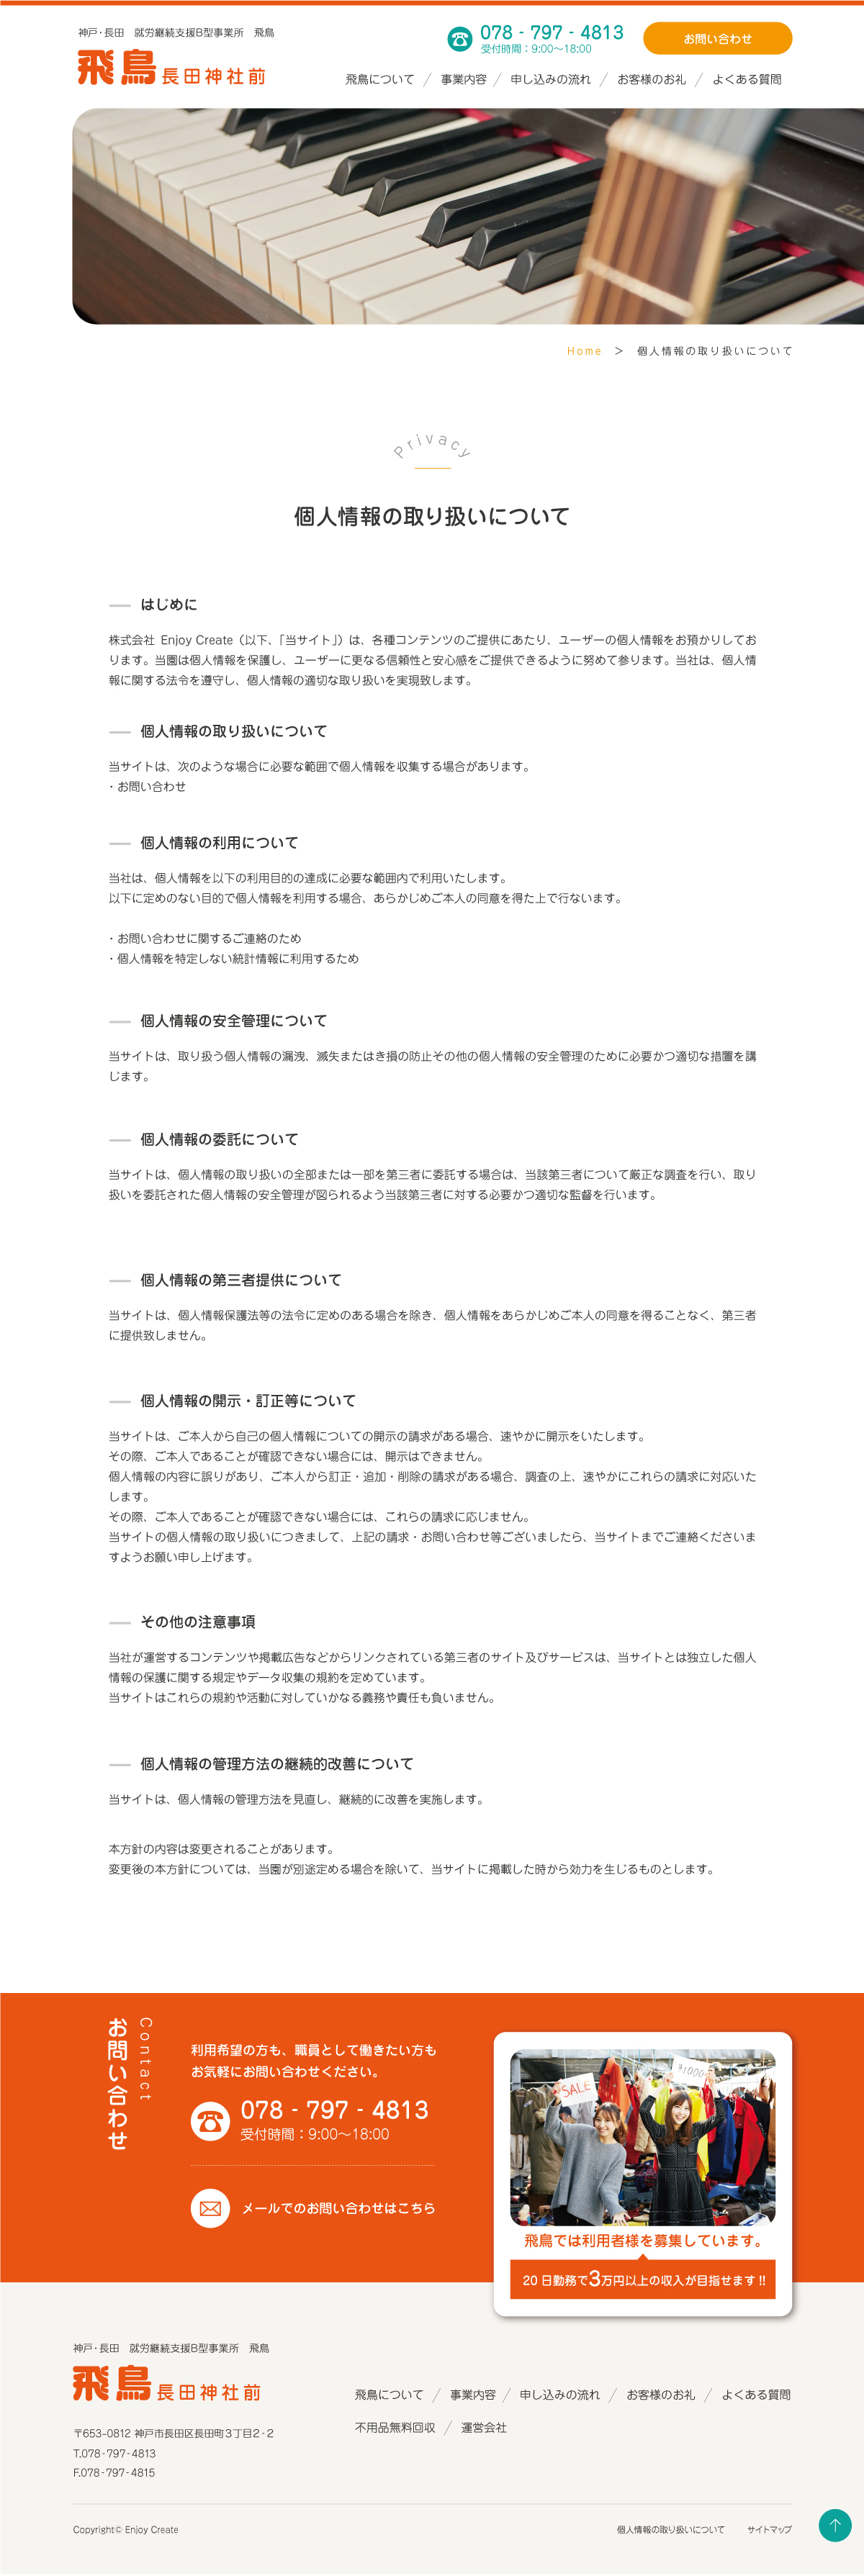 神戸・長田　就労継続支援B型事業所　飛鳥
飛鳥 長田神社前
078 - 797 - 4813
受付時間：9:00〜18:00
お問い合わせ
飛鳥について ／ 事業内容 ／ 申し込みの流れ ／ お客様のお礼 ／ よくある質問
Home　＞　個人情報の取り扱いについて
Privacy
個人情報の取り扱いについて
はじめに
株式会社 Enjoy Create（以下、「当サイト」）は、各種コンテンツのご提供にあたり、ユーザーの個人情報をお預かりしてお
ります。当園は個人情報を保護し、ユーザーに更なる信頼性と安心感をご提供できるように努めて参ります。当社は、個人情
報に関する法令を遵守し、個人情報の適切な取り扱いを実現致します。
個人情報の取り扱いについて
当サイトは、次のような場合に必要な範囲で個人情報を収集する場合があります。
・お問い合わせ
個人情報の利用について
当社は、個人情報を以下の利用目的の達成に必要な範囲内で利用いたします。
以下に定めのない目的で個人情報を利用する場合、あらかじめご本人の同意を得た上で行ないます。
・お問い合わせに関するご連絡のため
・個人情報を特定しない統計情報に利用するため
個人情報の安全管理について
当サイトは、取り扱う個人情報の漏洩、滅失またはき損の防止その他の個人情報の安全管理のために必要かつ適切な措置を講
じます。
個人情報の委託について
当サイトは、個人情報の取り扱いの全部または一部を第三者に委託する場合は、当該第三者について厳正な調査を行い、取り
扱いを委託された個人情報の安全管理が図られるよう当該第三者に対する必要かつ適切な監督を行います。
個人情報の第三者提供について
当サイトは、個人情報保護法等の法令に定めのある場合を除き、個人情報をあらかじめご本人の同意を得ることなく、第三者
に提供致しません。
個人情報の開示・訂正等について
当サイトは、ご本人から自己の個人情報についての開示の請求がある場合、速やかに開示をいたします。
その際、ご本人であることが確認できない場合には、開示はできません。
個人情報の内容に誤りがあり、ご本人から訂正・追加・削除の請求がある場合、調査の上、速やかにこれらの請求に対応いた
します。
その際、ご本人であることが確認できない場合には、これらの請求に応じません。
当サイトの個人情報の取り扱いにつきまして、上記の請求・お問い合わせ等ございましたら、当サイトまでご連絡くださいま
すようお願い申し上げます。
その他の注意事項
当社が運営するコンテンツや掲載広告などからリンクされている第三者のサイト及びサービスは、当サイトとは独立した個人
情報の保護に関する規定やデータ収集の規約を定めています。
当サイトはこれらの規約や活動に対していかなる義務や責任も負いません。
個人情報の管理方法の継続的改善について
当サイトは、個人情報の管理方法を見直し、継続的に改善を実施します。
本方針の内容は変更されることがあります。
変更後の本方針については、当園が別途定める場合を除いて、当サイトに掲載した時から効力を生じるものとします。
Contact
お問い合わせ
利用希望の方も、職員として働きたい方も
お気軽にお問い合わせください。
078 - 797 - 4813
受付時間：9:00〜18:00
メールでのお問い合わせはこちら
SALE
¥1000
飛鳥では利用者様を募集しています。
20 日勤務で3万円以上の収入が目指せます !!
神戸・長田　就労継続支援B型事業所　飛鳥
飛鳥 長田神社前
〒653-0812 神戸市長田区長田町3丁目2-2
T.078-797-4813
F.078-797-4815
飛鳥について ／ 事業内容 ／ 申し込みの流れ ／ お客様のお礼 ／ よくある質問
不用品無料回収 ／ 運営会社
Copyright© Enjoy Create
個人情報の取り扱いについて　サイトマップ